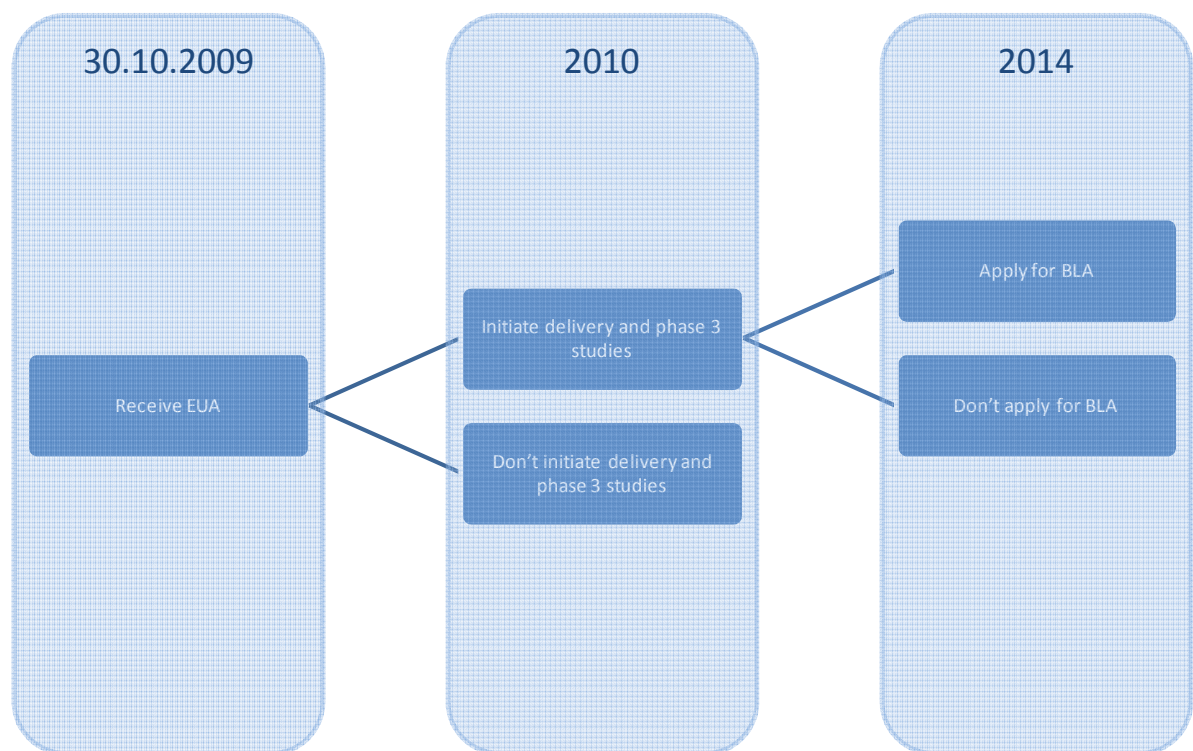 30.10.2009
2010
2014
Receive EUA
Initiate delivery and phase 3
studies
Don’t initiate delivery and
phase 3 studies
Apply for BLA
Don’t apply for BLA